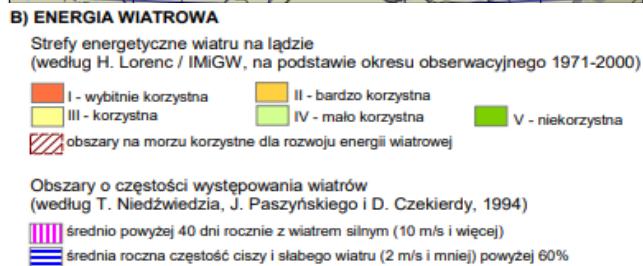 B) ENERGIA WIATROWA
Strefy energetyczne wiatru na lądzie
(według H. Lorenc / IMiGW, na podstawie okresu obserwacyjnego 1971-2000)
I - wybitnie korzystna
II - bardzo korzystna
III - korzystna
IV - mało korzystna
V - niekorzystna
obszary na morzu korzystne dla rozwoju energii wiatrowej
Obszary o częstości występowania wiatrów
(według T. Niedźwiedzia, J. Paszyńskiego i D. Czekierdy, 1994)
średnio powyżej 40 dni rocznie z wiatrem silnym (10 m/s i więcej)
średnia roczna częstość ciszy i słabego wiatru (2 m/s i mniej) powyżej 60%